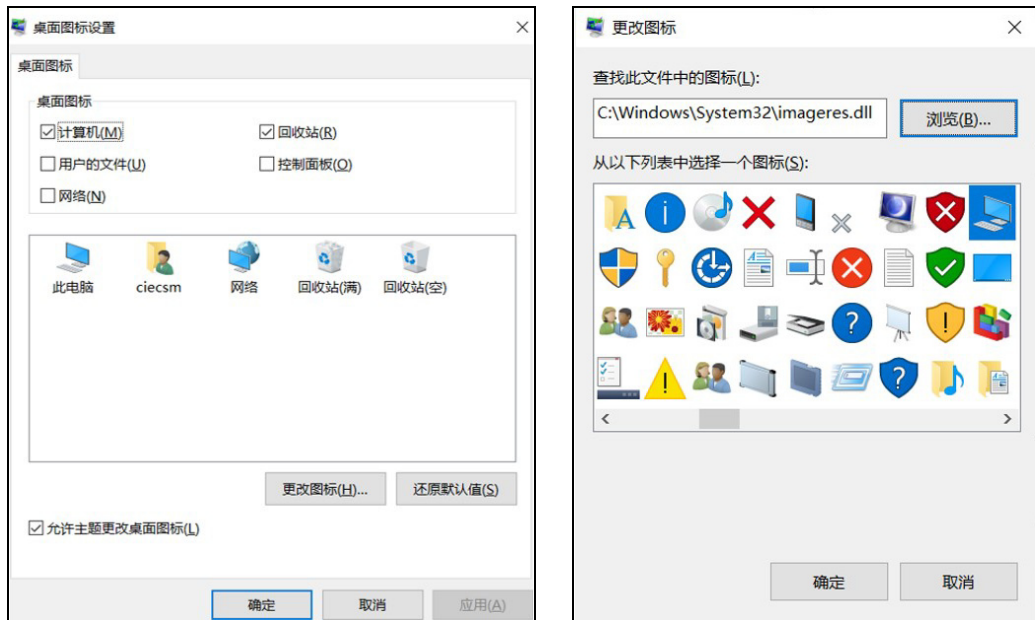 桌面图标设置
桌面图标
桌面图标
计算机(M)
回收站(R)
用户的文件(U)
控制面板(O)
网络(N)
此电脑
ciecsm
网络
回收站(满)
回收站(空)
更改图标(H)...
还原默认值(S)
允许主题更改桌面图标(L)
确定
取消
应用(A)
更改图标
查找此文件中的图标(L):
C:\Windows\System32\imageres.dll
浏览(B)...
从以下列表中选择一个图标(S):
确定
取消